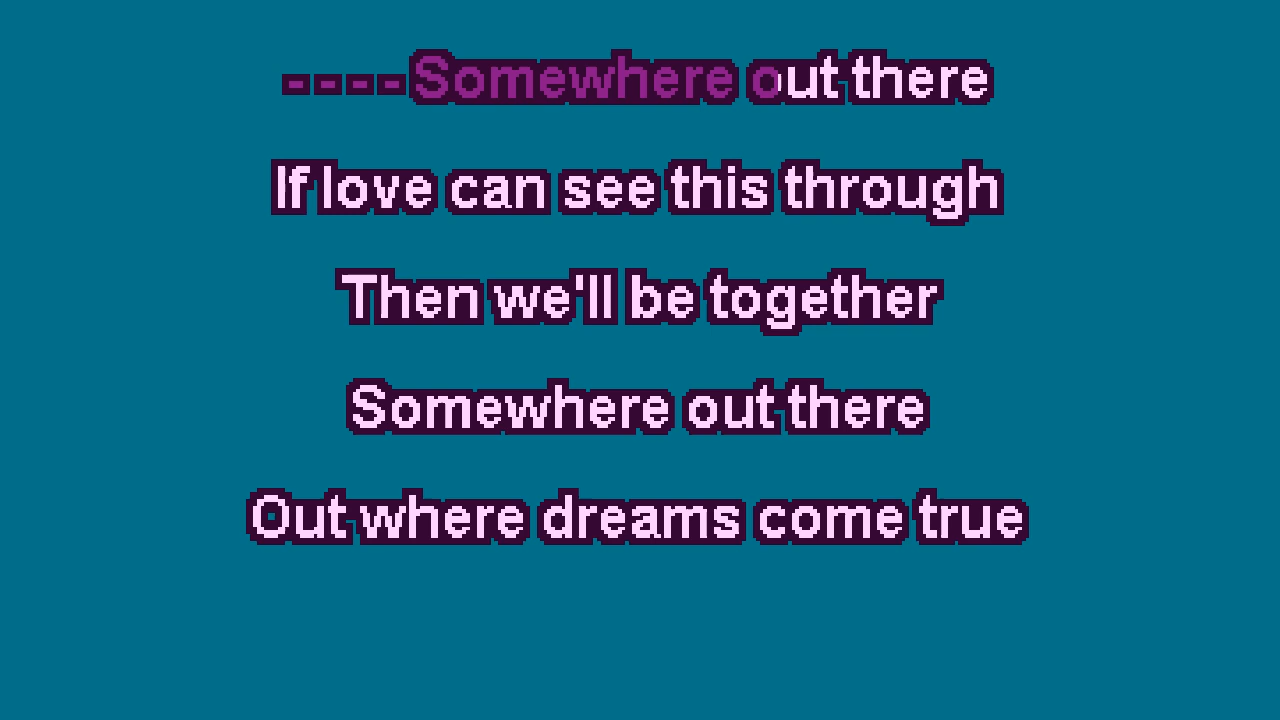 ----Somewhere out there
If love can see this through
Then we'll be together
Somewhere out there
Out where dreams come true